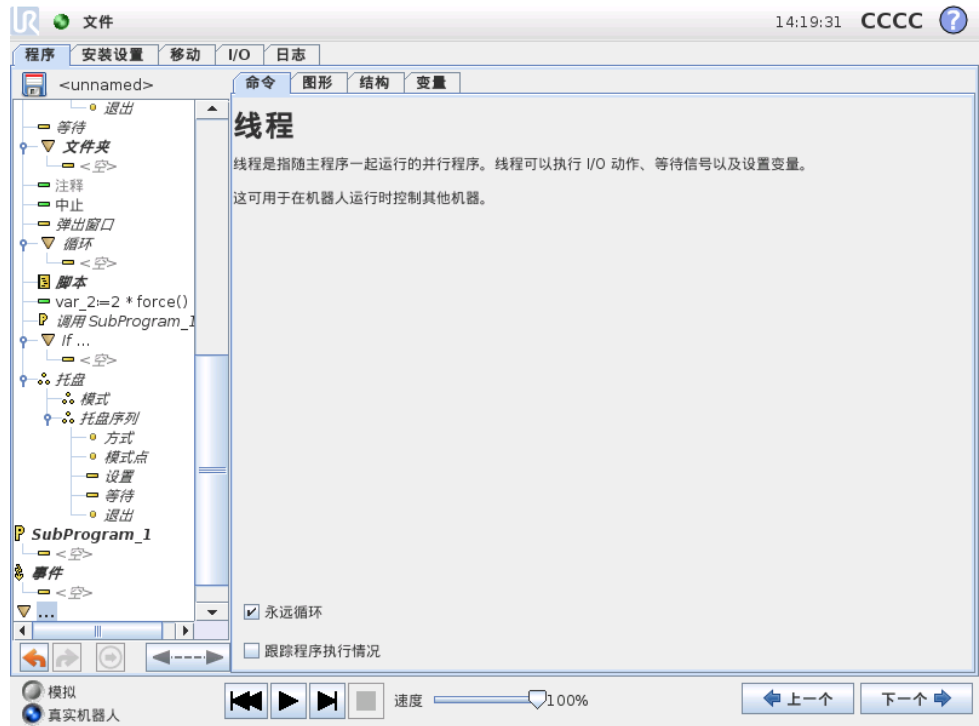 UR 文件 14:19:31 CCCC ?
程序 安装设置 移动 I/O 日志
<unnamed>
命令 图形 结构 变量
退出
等待
文件夹
<空>
注释
中止
弹出窗口
循环
<空>
脚本
var_2:=2 * force()
调用 SubProgram_1
If ...
<空>
托盘
模式
托盘序列
方式
模式点
设置
等待
退出
SubProgram_1
<空>
事件
<空>
...
线程
线程是指随主程序一起运行的并行程序。线程可以执行 I/O 动作、等待信号以及设置变量。
这可用于在机器人运行时控制其他机器。
永远循环
跟踪程序执行情况
模拟
真实机器人
速度 100%
上一个 下一个